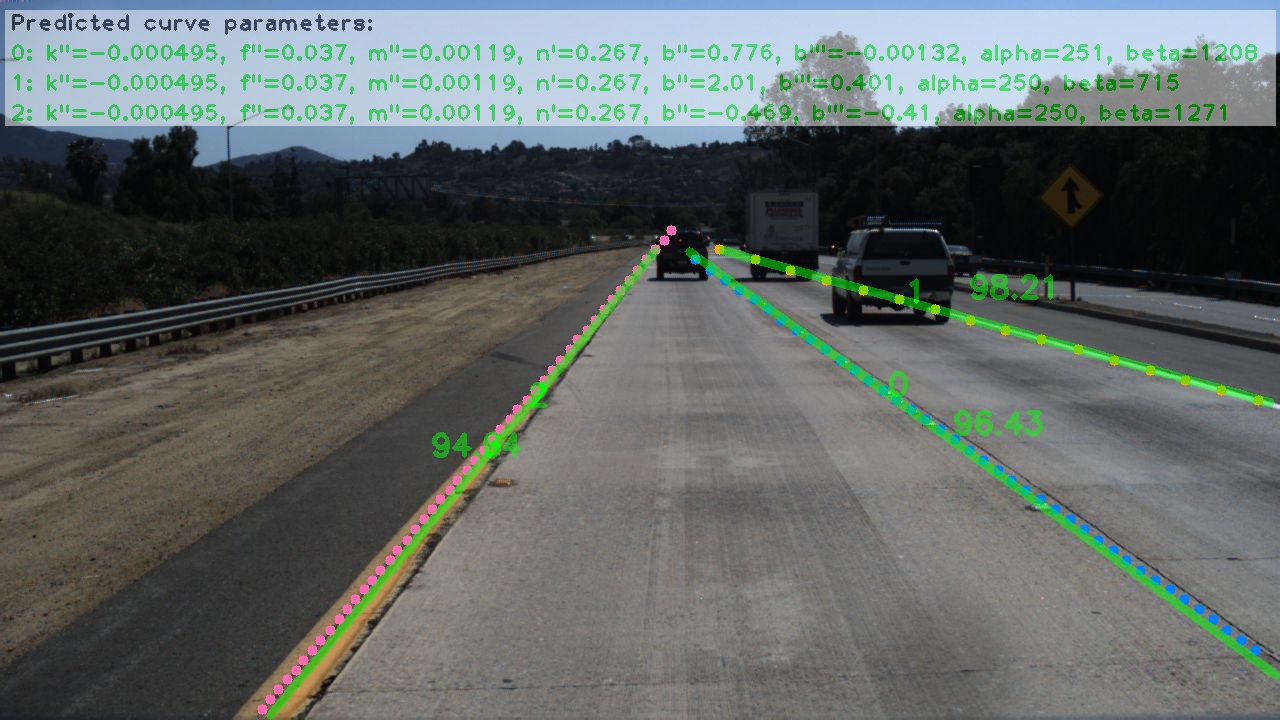 Predicted curve parameters:
0: k''=-0.000495, f''=0.037, m''=0.00119, n'=0.267, b''=0.776, b'''=-0.00132, alpha=251, beta=1208
1: k''=-0.000495, f''=0.037, m''=0.00119, n'=0.267, b''=2.01, b'''=0.401, alpha=250, beta=715
2: k''=-0.000495, f''=0.037, m''=0.00119, n'=0.267, b''=-0.469, b'''=-0.41, alpha=250, beta=1271
1 98.21
0
2
96.43
94.94